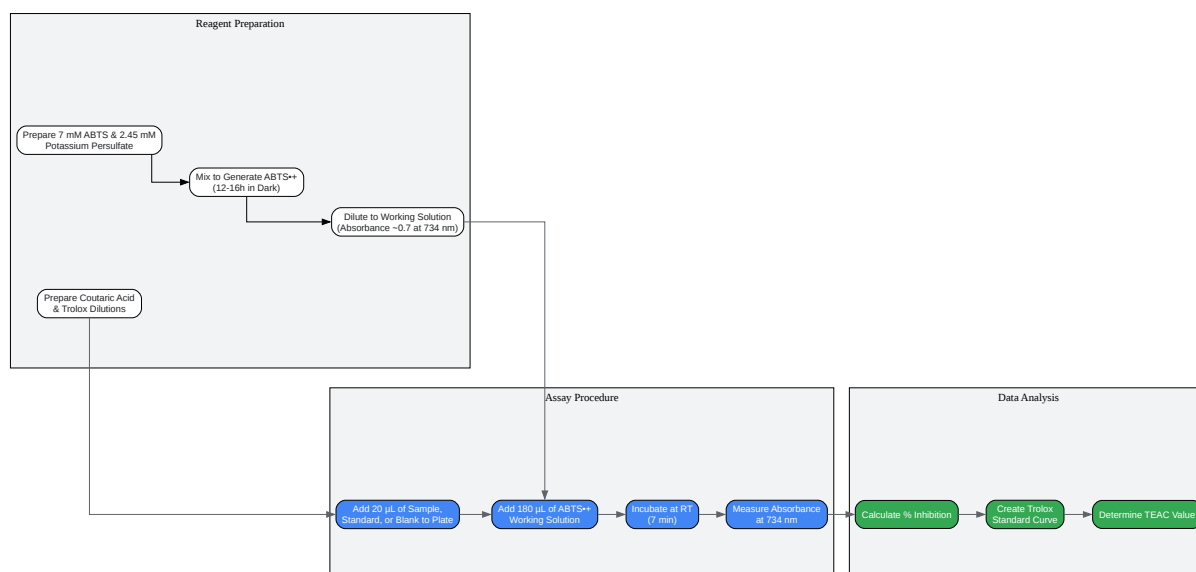 Reagent Preparation
Prepare 7 mM ABTS & 2.45 mM
Potassium Persulfate
Mix to Generate ABTS•+
(12-16h in Dark)
Dilute to Working Solution
(Absorbance ~0.7 at 734 nm)
Prepare Coutaric Acid
& Trolox Dilutions
Assay Procedure
Add 20 µL of Sample,
Standard, or Blank to Plate
Add 180 µL of ABTS•+
Working Solution
Incubate at RT
(7 min)
Measure Absorbance
at 734 nm
Data Analysis
Calculate % Inhibition
Create Trolox
Standard Curve
Determine TEAC Value